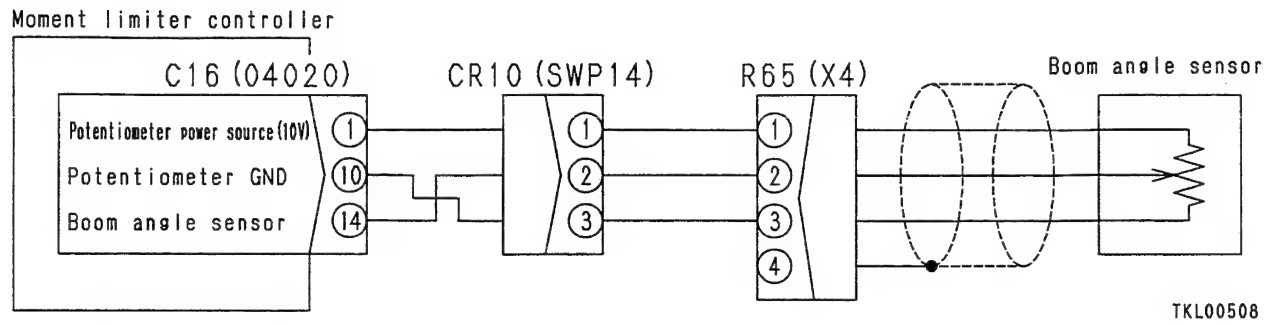 Moment limiter controller
C16 (04020)
CR10 (SWP14)
R65 (X4)
Boom angle sensor
Potentiometer power source(10V) 1 1 1
Potentiometer GND 10 2 2
Boom angle sensor 14 3 3
4
TKL00508